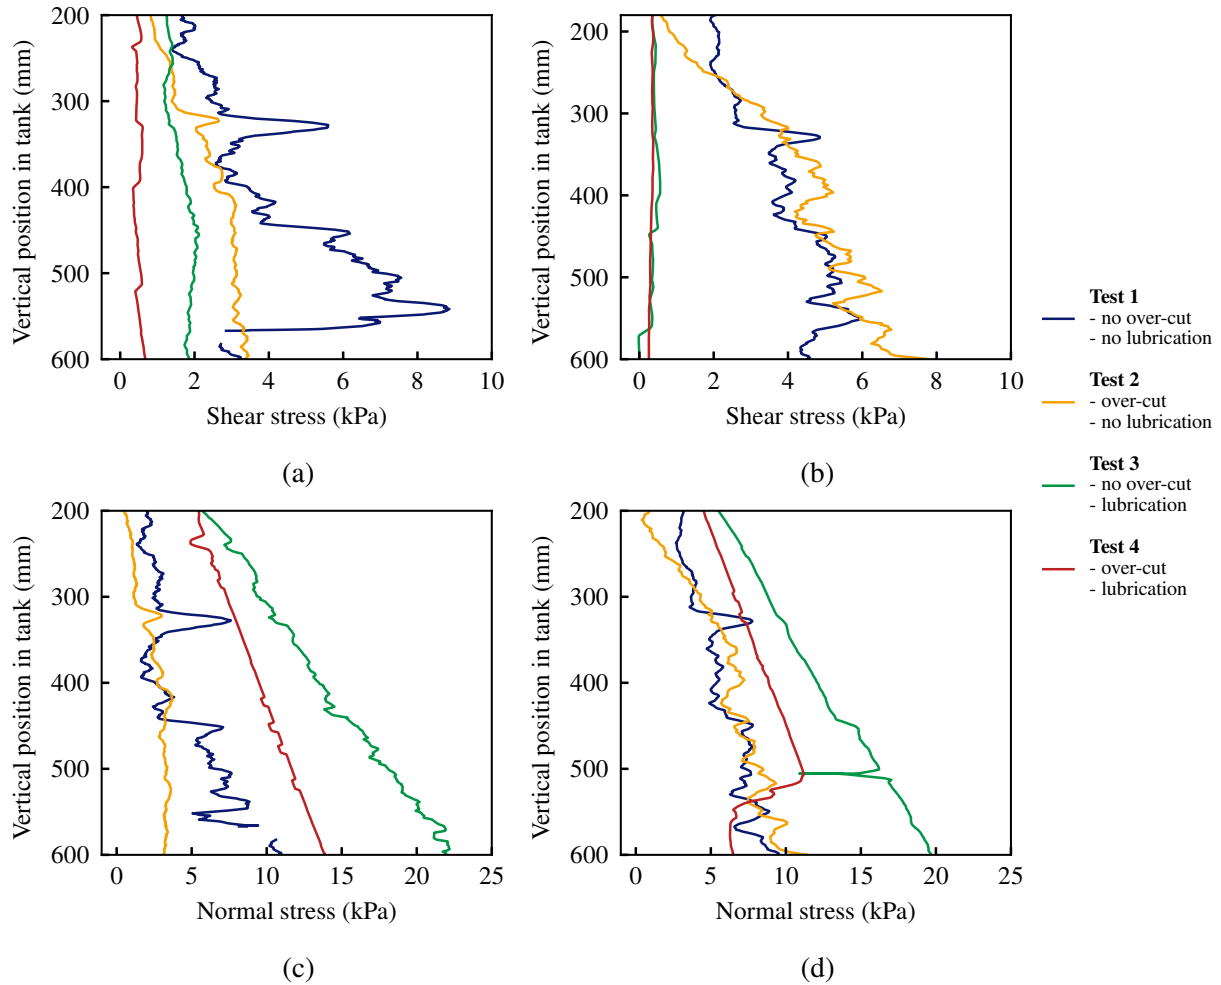 200
300
400
500
600
Vertical position in tank (mm)
0 2 4 6 8 10
Shear stress (kPa)
(a)
200
300
400
500
600
Vertical position in tank (mm)
0 2 4 6 8 10
Shear stress (kPa)
(b)
Test 1
- no over-cut
- no lubrication
Test 2
- over-cut
- no lubrication
Test 3
- no over-cut
- lubrication
Test 4
- over-cut
- lubrication
200
300
400
500
600
Vertical position in tank (mm)
0 5 10 15 20 25
Normal stress (kPa)
(c)
200
300
400
500
600
Vertical position in tank (mm)
0 5 10 15 20 25
Normal stress (kPa)
(d)